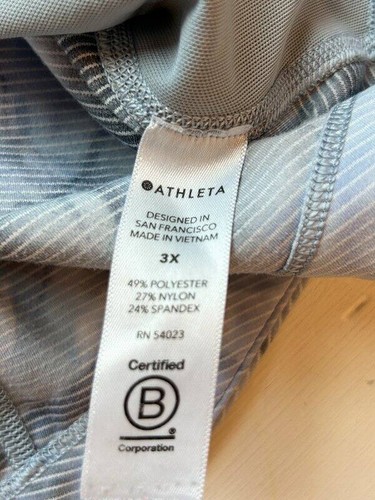 ATHLETA
DESIGNED IN
SAN FRANCISCO
MADE IN VIETNAM
3X
49% POLYESTER
27% NYLON
24% SPANDEX
RN 54023
Certified
B
®
Corporation